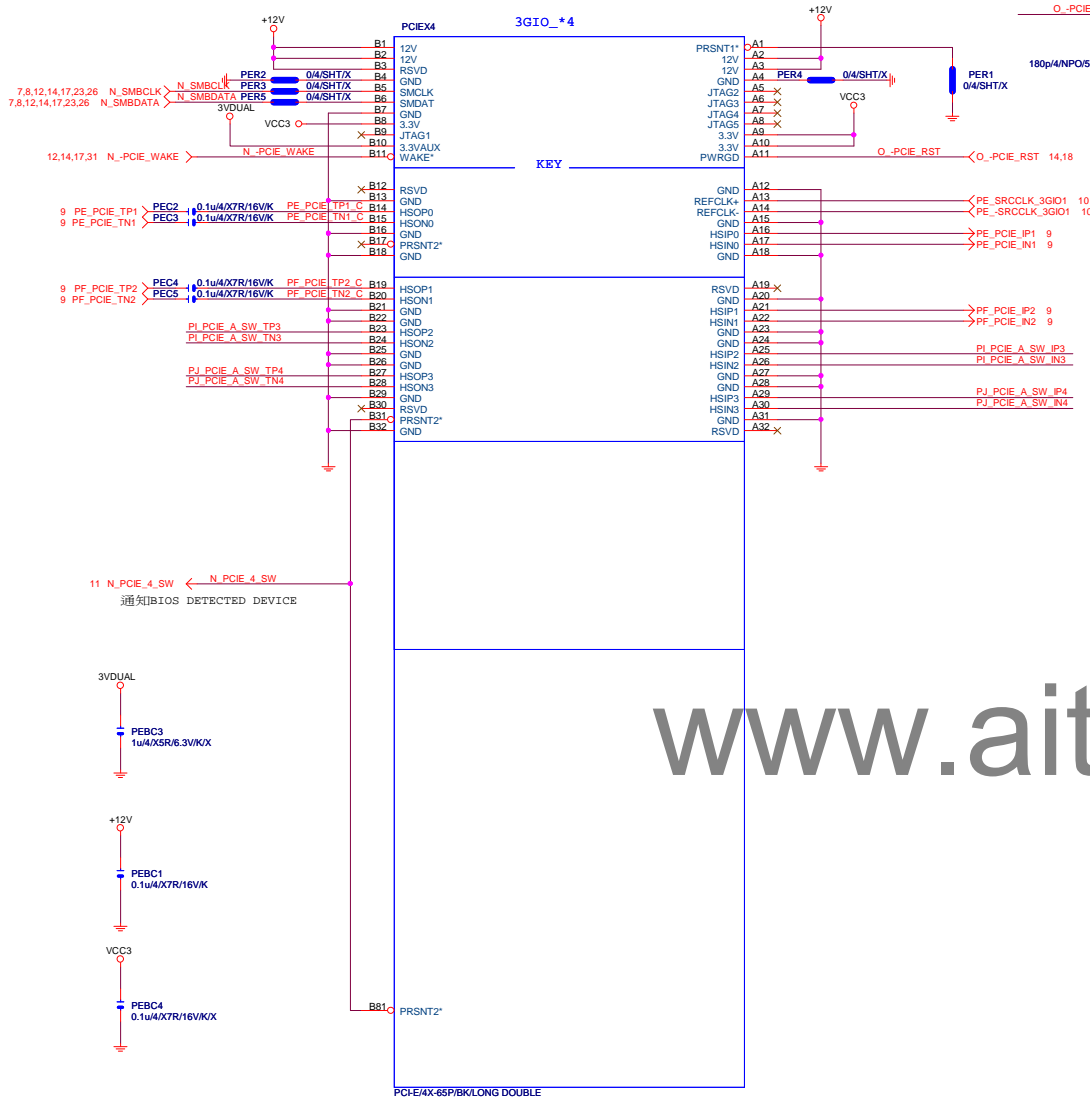 O_-PCIE
+12V
PCIEX4
3GIO_*4
+12V
180p/4/NPO/5
B1 12V
B2 12V
B3 RSVD
PER2 0/4/SHT/X B4 GND
7,8,12,14,17,23,26 N_SMBCLK N_SMBCLK PER3 0/4/SHT/X B5 SMCLK
7,8,12,14,17,23,26 N_SMBDATA N_SMBDATA PER5 0/4/SHT/X B6 SMDAT
3VDUAL B7 GND
VCC3 B8 3.3V
B9 JTAG1
B10 3.3VAUX
12,14,17,31 N_-PCIE_WAKE N_-PCIE_WAKE B11 WAKE*
PRSNT1* A1
12V A2
12V A3
GND A4 PER4 0/4/SHT/X
JTAG2 A5
JTAG3 A6
JTAG4 A7
JTAG5 A8
3.3V A9
3.3V A10
PWRGD A11 O_-PCIE_RST O_-PCIE_RST 14,18
VCC3
PER1
0/4/SHT/X
KEY
B12 RSVD
B13 GND
9 PE_PCIE_TP1 PEC2 0.1u/4/X7R/16V/K PE_PCIE_TP1_C B14 HSOP0
9 PE_PCIE_TN1 PEC3 0.1u/4/X7R/16V/K PE_PCIE_TN1_C B15 HSON0
B16 GND
B17 PRSNT2*
B18 GND
GND A12
REFCLK+ A13 PE_SRCCLK_3GIO1 10
REFCLK- A14 PE_-SRCCLK_3GIO1 10
GND A15
HSIP0 A16 PE_PCIE_IP1 9
HSIN0 A17 PE_PCIE_IN1 9
GND A18
9 PF_PCIE_TP2 PEC4 0.1u/4/X7R/16V/K PF_PCIE_TP2_C B19 HSOP1
9 PF_PCIE_TN2 PEC5 0.1u/4/X7R/16V/K PF_PCIE_TN2_C B20 HSON1
B21 GND
B22 GND
PI_PCIE_A_SW_TP3 B23 HSOP2
PI_PCIE_A_SW_TN3 B24 HSON2
B25 GND
B26 GND
PJ_PCIE_A_SW_TP4 B27 HSOP3
PJ_PCIE_A_SW_TN4 B28 HSON3
B29 GND
B30 RSVD
B31 PRSNT2*
B32 GND
RSVD A19
GND A20
HSIP1 A21 PF_PCIE_IP2 9
HSIN1 A22 PF_PCIE_IN2 9
GND A23
GND A24
HSIP2 A25 PI_PCIE_A_SW_IP3
HSIN2 A26 PI_PCIE_A_SW_IN3
GND A27
GND A28
HSIP3 A29 PJ_PCIE_A_SW_IP4
HSIN3 A30 PJ_PCIE_A_SW_IN4
GND A31
RSVD A32
11 N_PCIE_4_SW N_PCIE_4_SW
通知BIOS DETECTED DEVICE
3VDUAL
PEBC3
1u/4/X5R/6.3V/K/X
www.ait
+12V
PEBC1
0.1u/4/X7R/16V/K
VCC3
PEBC4
0.1u/4/X7R/16V/K/X
B81 PRSNT2*
PCI-E/4X-65P/BK/LONG DOUBLE